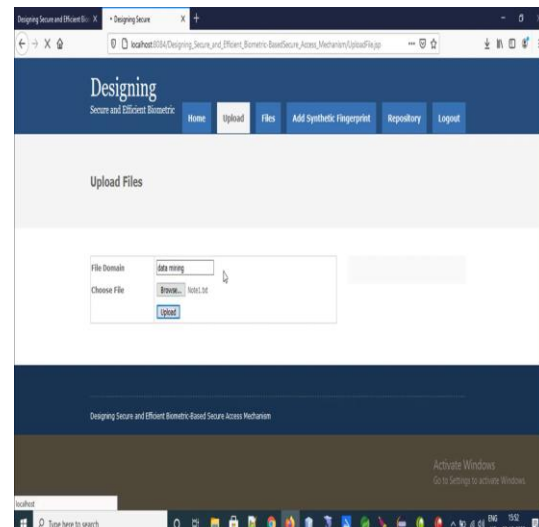 Designing Secure and Efficient Bio
Designing Secure
localhost:8084/Designing_Secure_and_Efficient_Biometric-BasedSecure_Access_Mechanism/UploadFile.jsp
Designing
Secure and Efficient Biometric
Home
Upload
Files
Add Synthetic Fingerprint
Repository
Logout
Upload Files
File Domain
data mining
Choose File
Browse...
Note1.txt
Upload
Designing Secure and Efficient Biometric-Based Secure Access Mechanism
Activate Windows
Go to Settings to activate Windows.
localhost
Type here to search
ENG